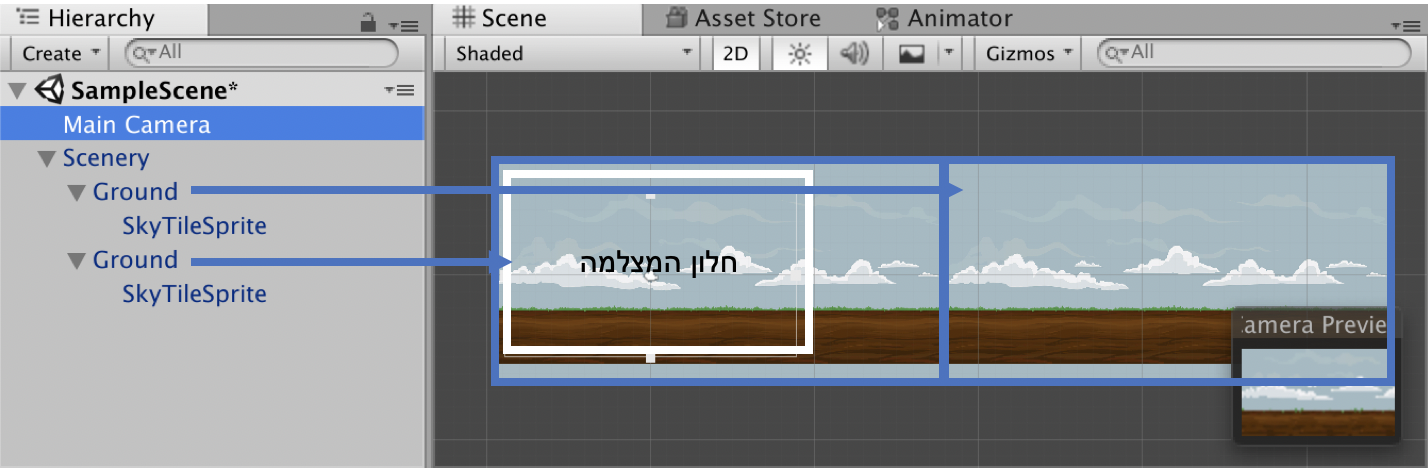 Hierarchy
Create
All
SampleScene*
Main Camera
Scenery
Ground
SkyTileSprite
Ground
SkyTileSprite
Scene
Asset Store
Animator
Shaded
2D
Gizmos
All
חלון המצלמה
Camera Previe